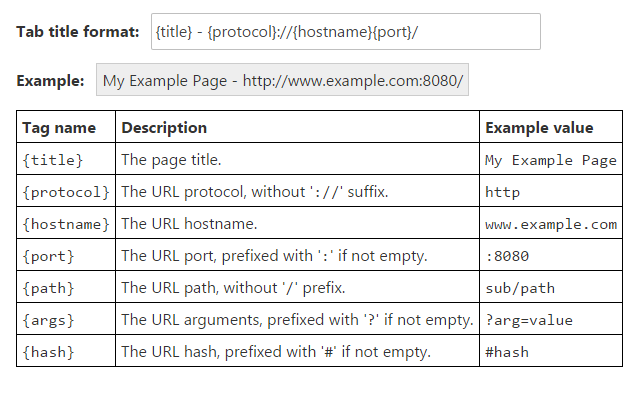 Tab title format: {title} - {protocol}://{hostname}{port}/
Example: My Example Page - http://www.example.com:8080/
Tag name Description Example value
{title} The page title. My Example Page
{protocol} The URL protocol, without '://' suffix. http
{hostname} The URL hostname. www.example.com
{port} The URL port, prefixed with ':' if not empty. :8080
{path} The URL path, without '/' prefix. sub/path
{args} The URL arguments, prefixed with '?' if not empty. ?arg=value
{hash} The URL hash, prefixed with '#' if not empty. #hash